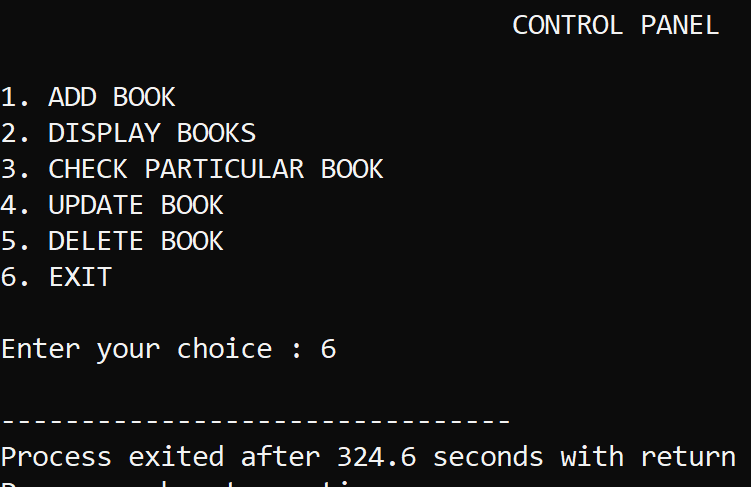 CONTROL PANEL
1. ADD BOOK
2. DISPLAY BOOKS
3. CHECK PARTICULAR BOOK
4. UPDATE BOOK
5. DELETE BOOK
6. EXIT
Enter your choice : 6
--------------------------------
Process exited after 324.6 seconds with return